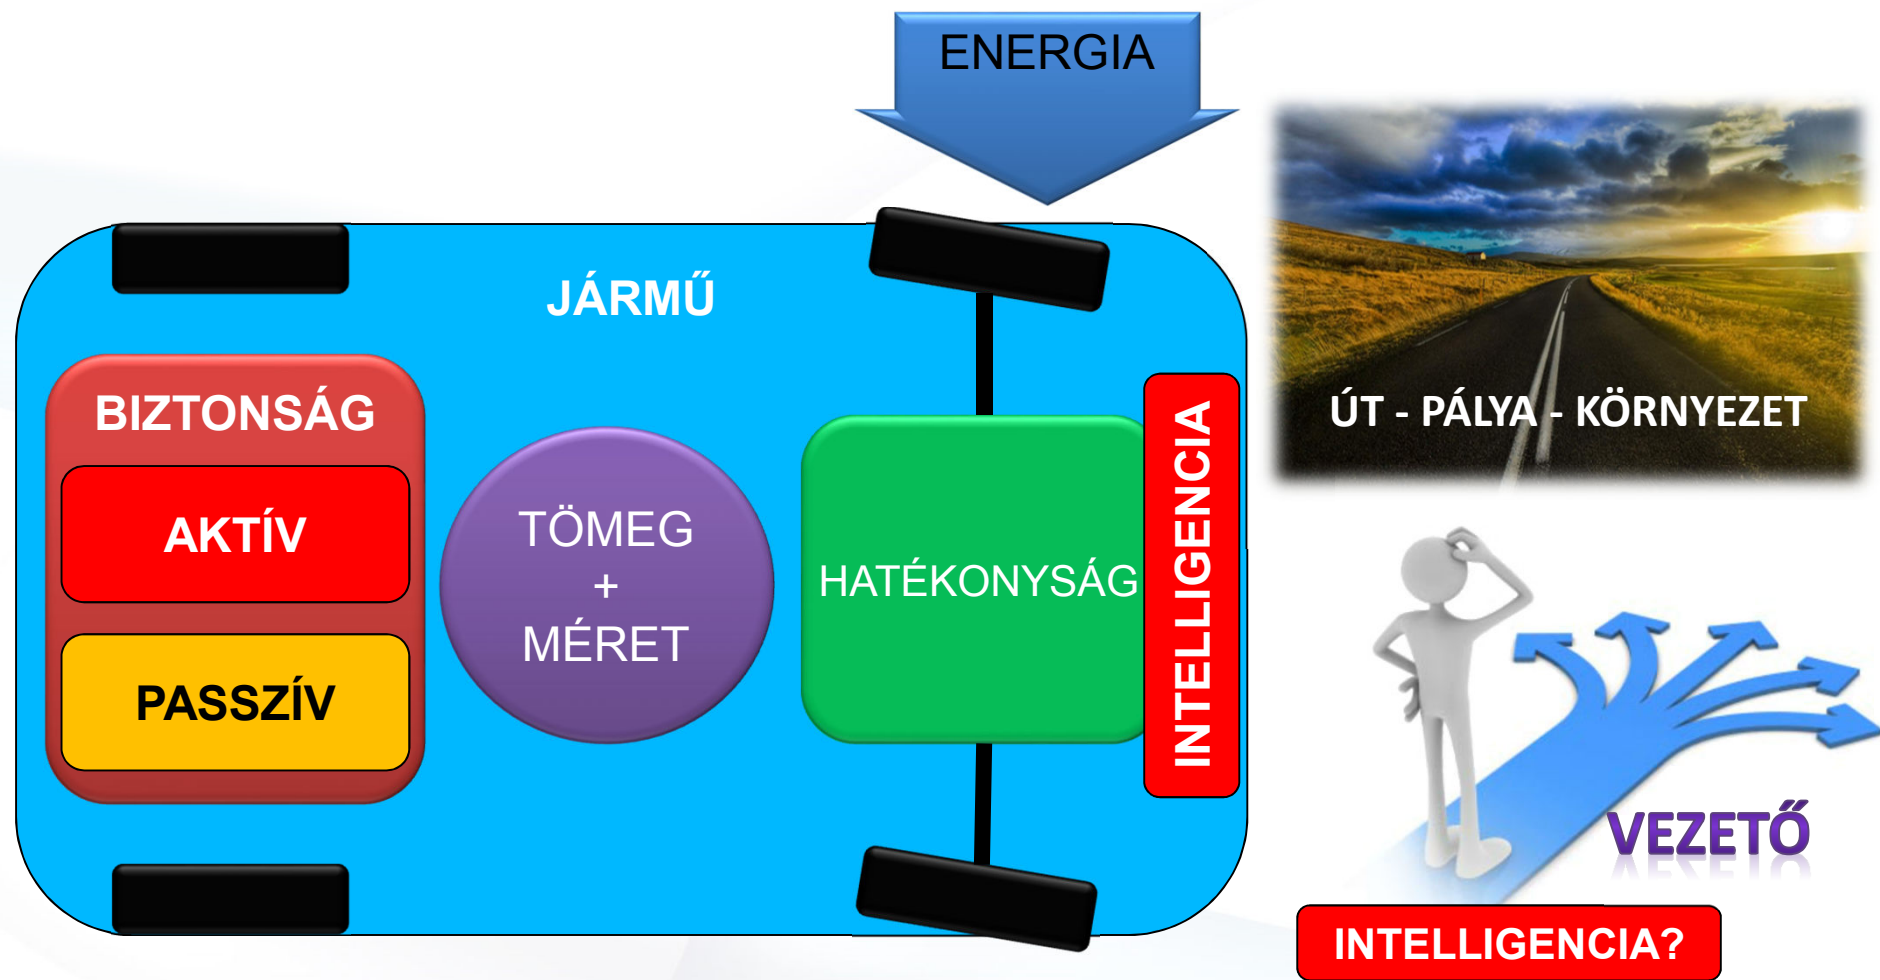 ENERGIA
JÁRMŰ
BIZTONSÁG
AKTÍV
PASSZÍV
TÖMEG
+
MÉRET
HATÉKONYSÁG
INTELLIGENCIA
ÚT - PÁLYA - KÖRNYEZET
VEZETŐ
INTELLIGENCIA?